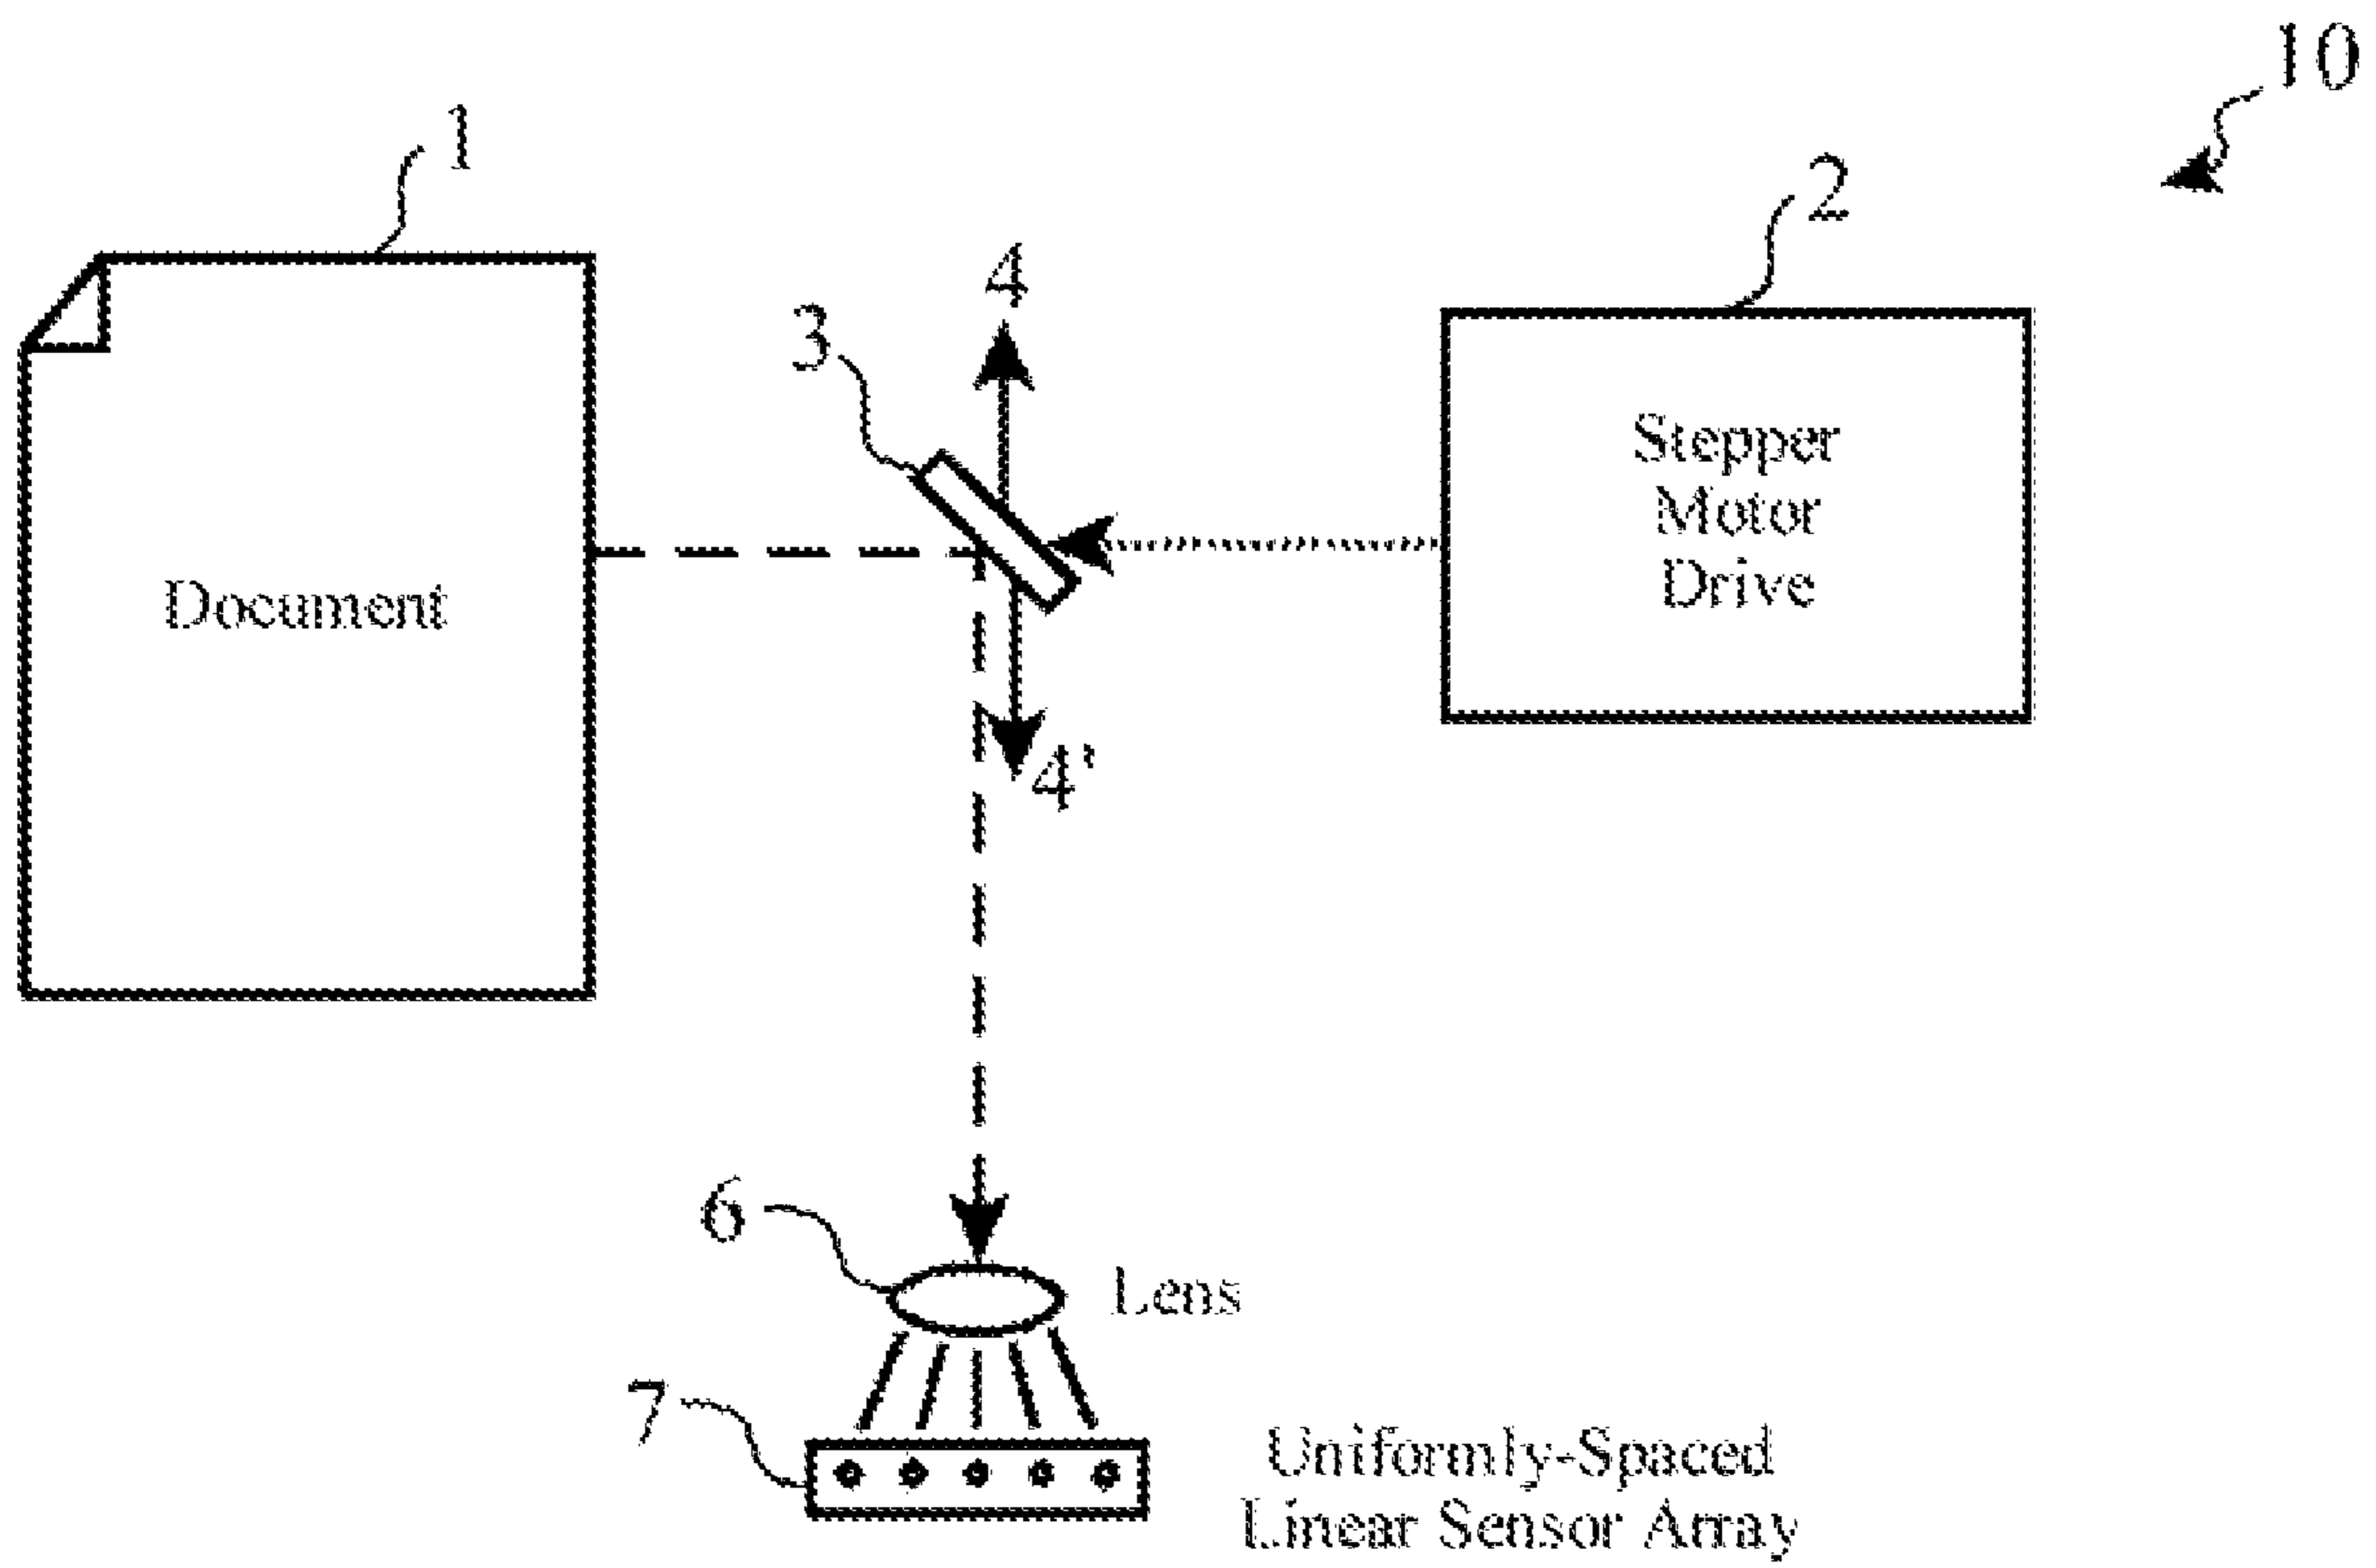 10
1
2
4
3
Stepper
Motor
Drive
Document
4'
6
Lens
7
Uniformly-Spaced
Linear Sensor Array